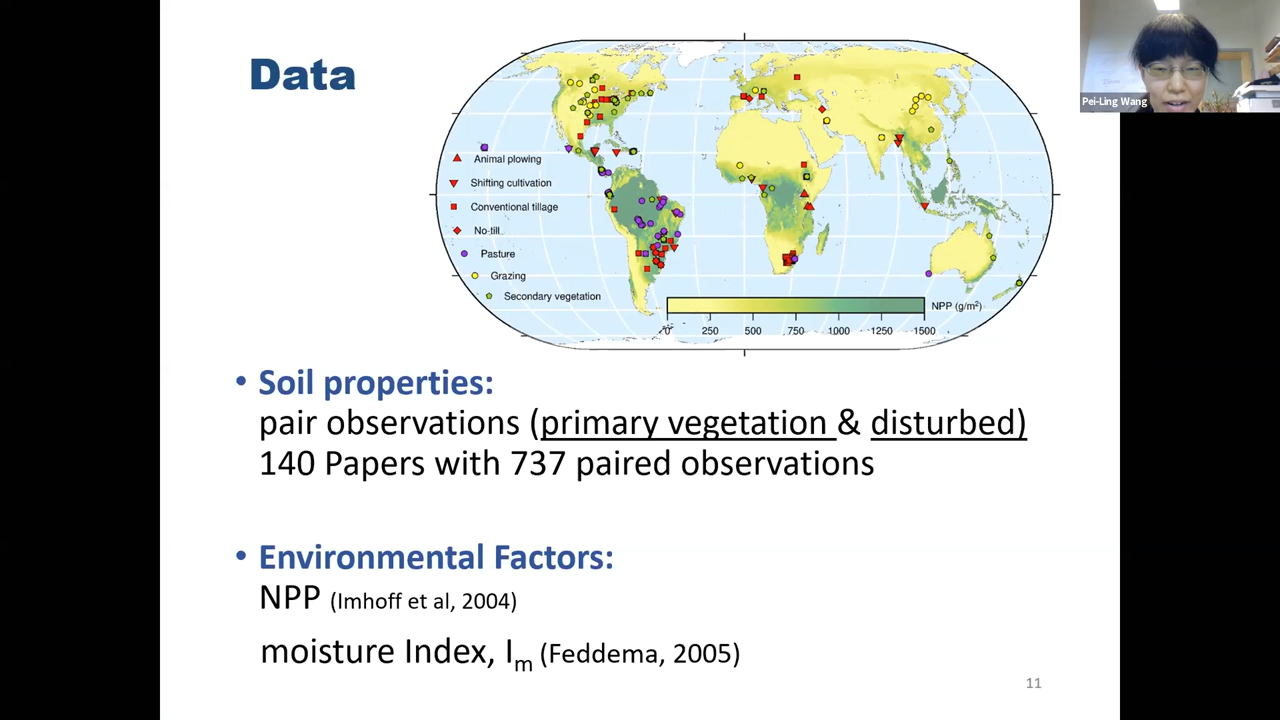 Data
Pei-Ling Wang
Animal plowing
Shifting cultivation
Conventional tillage
No-till
Pasture
Grazing
Secondary vegetation
NPP (g/m²)
0 250 500 750 1000 1250 1500
• Soil properties:
pair observations (primary vegetation & disturbed)
140 Papers with 737 paired observations
• Environmental Factors:
NPP (Imhoff et al, 2004)
moisture Index, Im (Feddema, 2005)
11